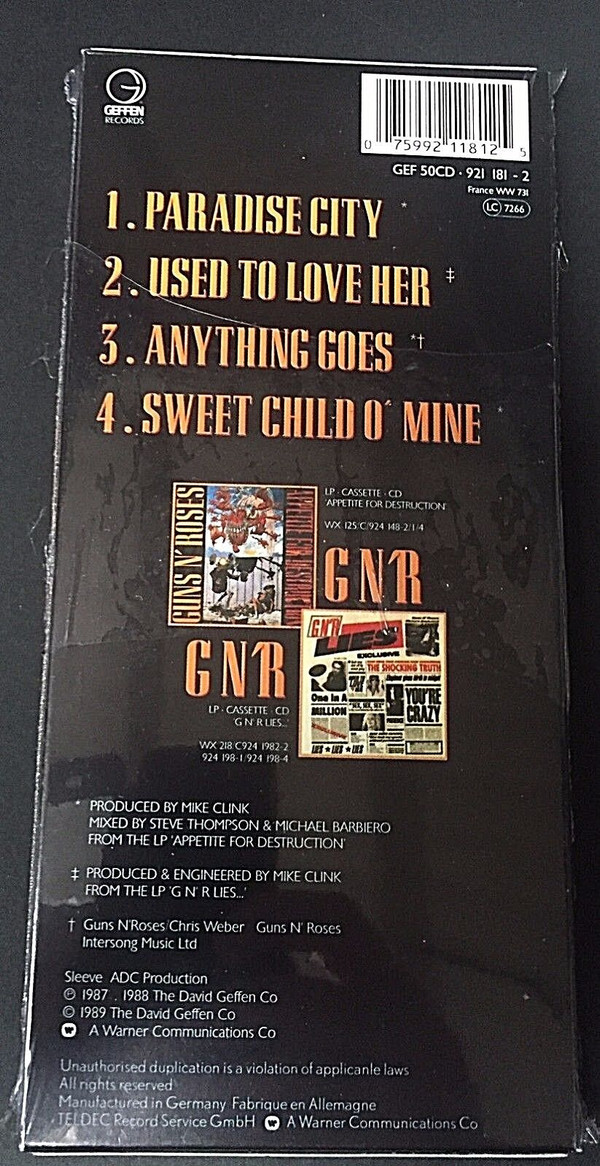 GEFFEN
RECORDS
0 75992 11812 5
GEF 50CD · 921 181 - 2
France WW 731
LC 7266
1. PARADISE CITY *
2. USED TO LOVE HER ‡
3. ANYTHING GOES *†
4. SWEET CHILD O' MINE *
GUNS N' ROSES
APPETITE FOR DESTRUCTION
LP · CASSETTE · CD
'APPETITE FOR DESTRUCTION'
WX 125/C/924 148-2/1/4
GN'R
GN'R
LP · CASSETTE · CD
'G N' R LIES...'
WX 218 C924 1982-2
924 198-1/924 198-4
GN'R
LIES
EXCLUSIVE
THE SHOCKING TRUTH
One In A
MILLION
YOU'RE
CRAZY
LIES ★ LIES ★ LIES
* PRODUCED BY MIKE CLINK
MIXED BY STEVE THOMPSON & MICHAEL BARBIERO
FROM THE LP 'APPETITE FOR DESTRUCTION'
‡ PRODUCED & ENGINEERED BY MIKE CLINK
FROM THE LP 'G N' R LIES...'
† Guns N'Roses/Chris Weber Guns N' Roses
Intersong Music Ltd
Sleeve ADC Production
℗ 1987 . 1988 The David Geffen Co
© 1989 The David Geffen Co
A Warner Communications Co
Unauthorised duplication is a violation of applicanle laws
All rights reserved
Manufactured in Germany Fabrique en Allemagne
TELDEC Record Service GmbH A Warner Communications Co